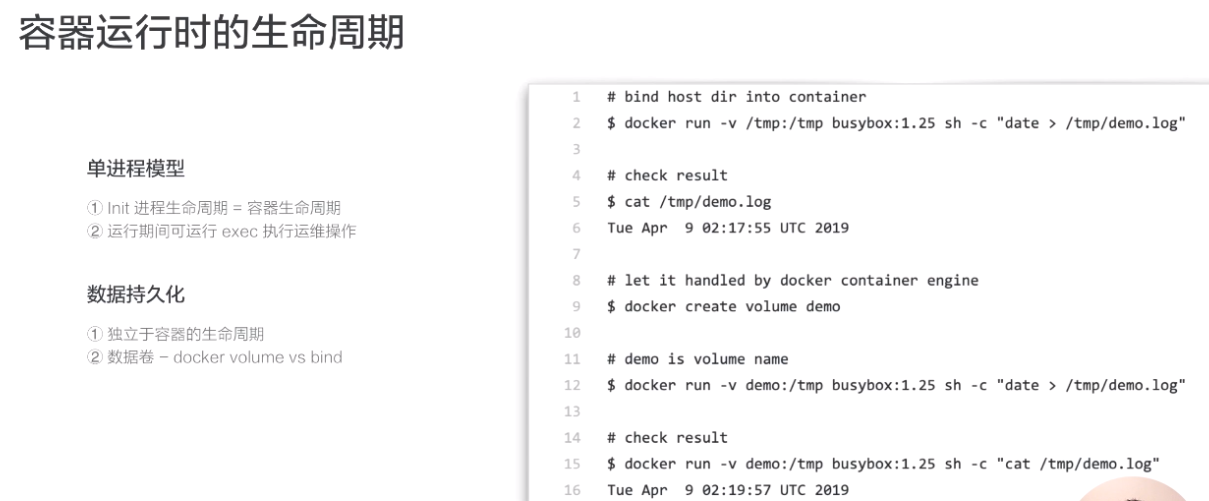 容器运行时的生命周期
单进程模型
① Init 进程生命周期 = 容器生命周期
② 运行期间可运行 exec 执行运维操作
数据持久化
① 独立于容器的生命周期
② 数据卷 – docker volume vs bind
1 # bind host dir into container
2 $ docker run -v /tmp:/tmp busybox:1.25 sh -c "date > /tmp/demo.log"
3
4 # check result
5 $ cat /tmp/demo.log
6 Tue Apr  9 02:17:55 UTC 2019
7
8 # let it handled by docker container engine
9 $ docker create volume demo
10
11 # demo is volume name
12 $ docker run -v demo:/tmp busybox:1.25 sh -c "date > /tmp/demo.log"
13
14 # check result
15 $ docker run -v demo:/tmp busybox:1.25 sh -c "cat /tmp/demo.log"
16 Tue Apr  9 02:19:57 UTC 2019